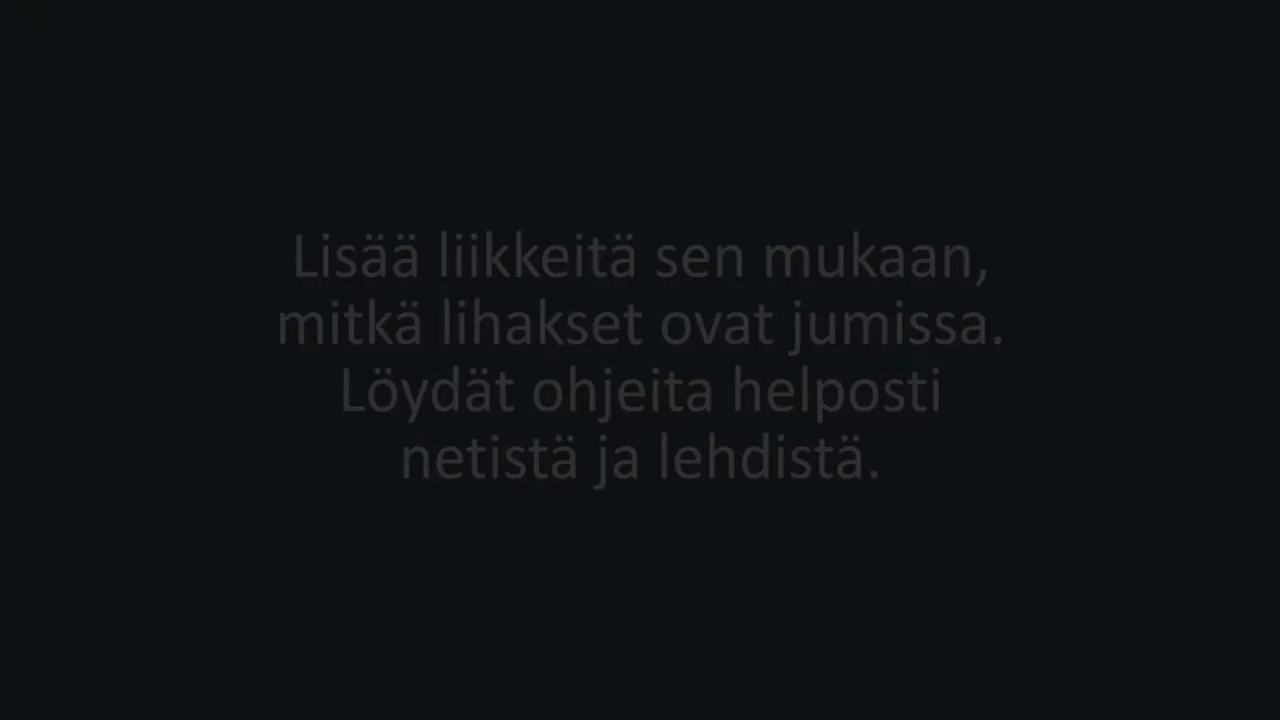 Lisää liikkeitä sen mukaan,
mitkä lihakset ovat jumissa.
Löydät ohjeita helposti
netistä ja lehdistä.